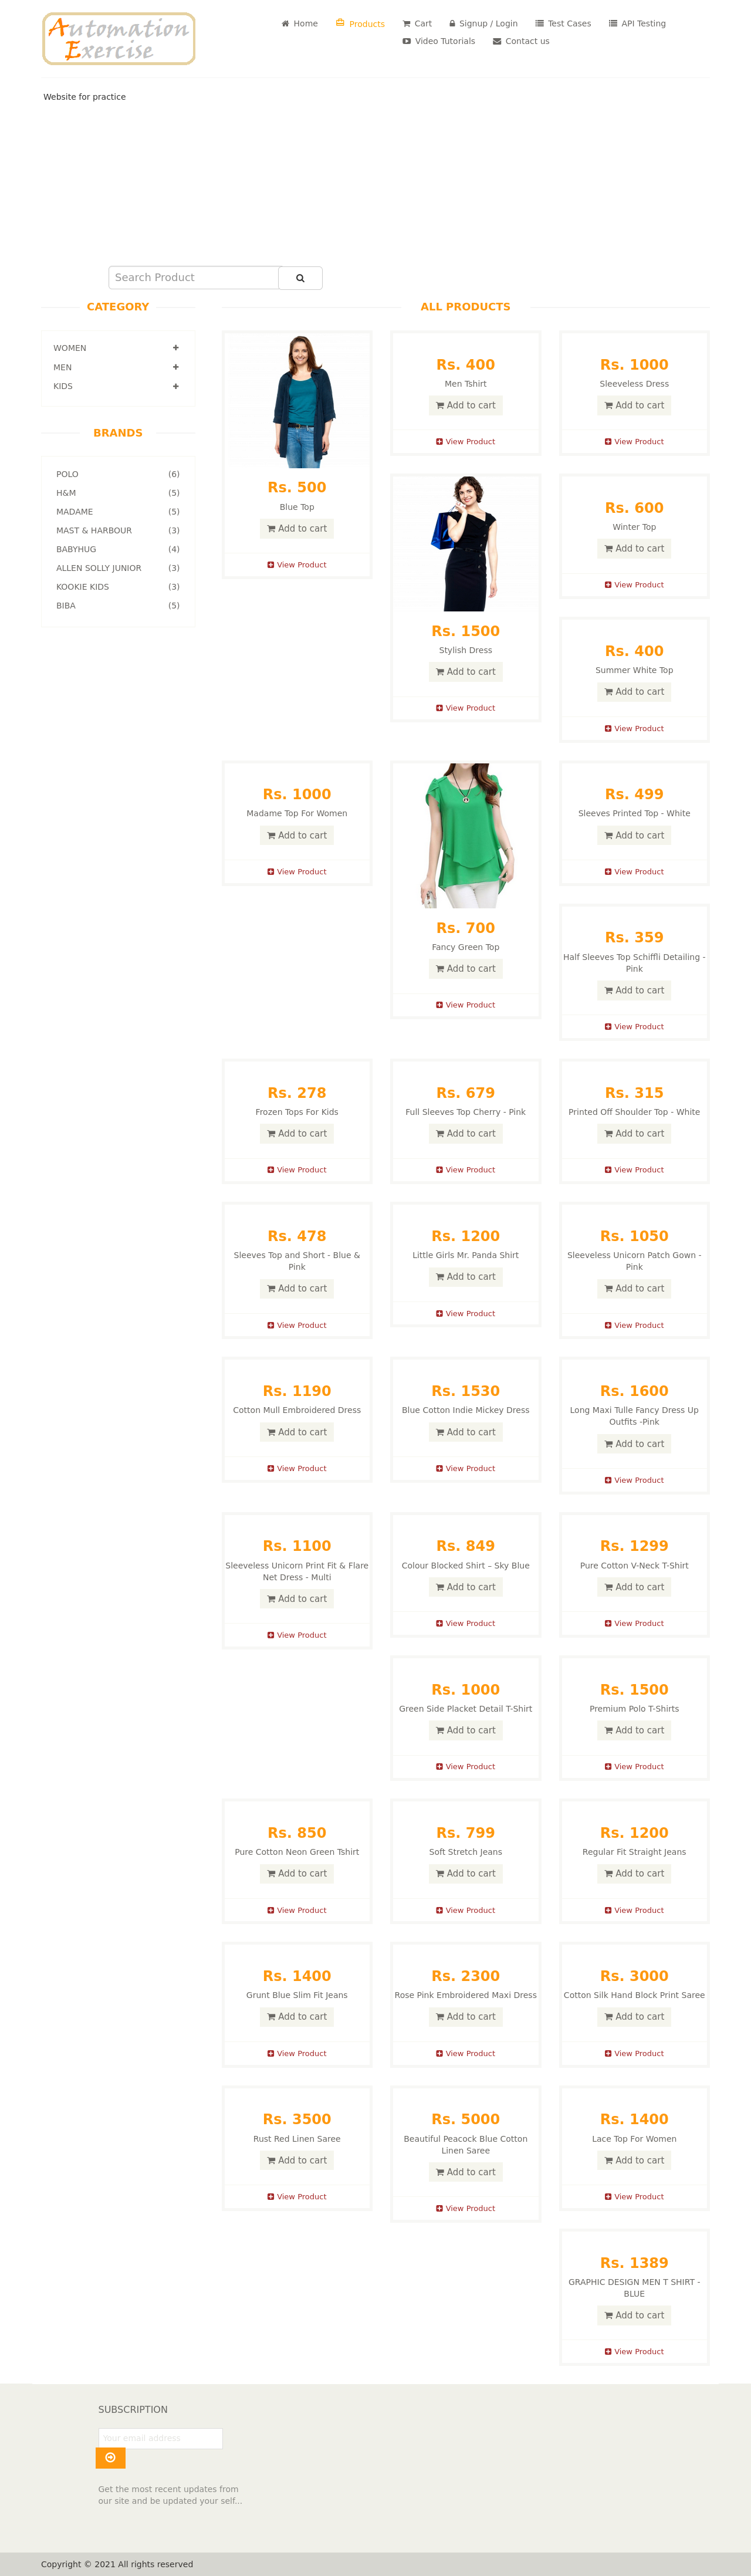 Automation
Exercise
Home
Products
Cart
Signup / Login
Test Cases
API Testing
Video Tutorials
Contact us
Website for practice
Search Product
CATEGORY
WOMEN
MEN
KIDS
BRANDS
POLO (6)
H&M (5)
MADAME (5)
MAST & HARBOUR (3)
BABYHUG (4)
ALLEN SOLLY JUNIOR (3)
KOOKIE KIDS (3)
BIBA (5)
ALL PRODUCTS
Rs. 500
Blue Top
Add to cart
View Product
Rs. 400
Men Tshirt
Add to cart
View Product
Rs. 1000
Sleeveless Dress
Add to cart
View Product
Rs. 1500
Stylish Dress
Add to cart
View Product
Rs. 600
Winter Top
Add to cart
View Product
Rs. 400
Summer White Top
Add to cart
View Product
Rs. 1000
Madame Top For Women
Add to cart
View Product
Rs. 700
Fancy Green Top
Add to cart
View Product
Rs. 499
Sleeves Printed Top - White
Add to cart
View Product
Rs. 359
Half Sleeves Top Schiffli Detailing -
Pink
Add to cart
View Product
Rs. 278
Frozen Tops For Kids
Add to cart
View Product
Rs. 679
Full Sleeves Top Cherry - Pink
Add to cart
View Product
Rs. 315
Printed Off Shoulder Top - White
Add to cart
View Product
Rs. 478
Sleeves Top and Short - Blue &
Pink
Add to cart
View Product
Rs. 1200
Little Girls Mr. Panda Shirt
Add to cart
View Product
Rs. 1050
Sleeveless Unicorn Patch Gown -
Pink
Add to cart
View Product
Rs. 1190
Cotton Mull Embroidered Dress
Add to cart
View Product
Rs. 1530
Blue Cotton Indie Mickey Dress
Add to cart
View Product
Rs. 1600
Long Maxi Tulle Fancy Dress Up
Outfits -Pink
Add to cart
View Product
Rs. 1100
Sleeveless Unicorn Print Fit & Flare
Net Dress - Multi
Add to cart
View Product
Rs. 849
Colour Blocked Shirt – Sky Blue
Add to cart
View Product
Rs. 1299
Pure Cotton V-Neck T-Shirt
Add to cart
View Product
Rs. 1000
Green Side Placket Detail T-Shirt
Add to cart
View Product
Rs. 1500
Premium Polo T-Shirts
Add to cart
View Product
Rs. 850
Pure Cotton Neon Green Tshirt
Add to cart
View Product
Rs. 799
Soft Stretch Jeans
Add to cart
View Product
Rs. 1200
Regular Fit Straight Jeans
Add to cart
View Product
Rs. 1400
Grunt Blue Slim Fit Jeans
Add to cart
View Product
Rs. 2300
Rose Pink Embroidered Maxi Dress
Add to cart
View Product
Rs. 3000
Cotton Silk Hand Block Print Saree
Add to cart
View Product
Rs. 3500
Rust Red Linen Saree
Add to cart
View Product
Rs. 5000
Beautiful Peacock Blue Cotton
Linen Saree
Add to cart
View Product
Rs. 1400
Lace Top For Women
Add to cart
View Product
Rs. 1389
GRAPHIC DESIGN MEN T SHIRT -
BLUE
Add to cart
View Product
SUBSCRIPTION
Your email address
Get the most recent updates from
our site and be updated your self...
Copyright © 2021 All rights reserved